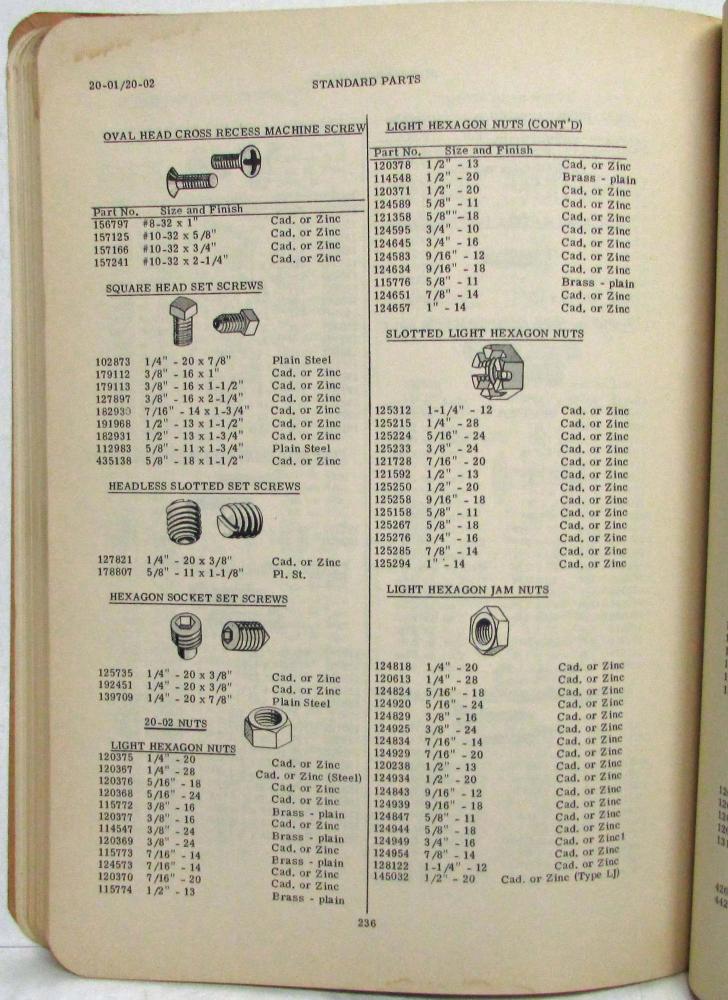 20-01/20-02
STANDARD PARTS
OVAL HEAD CROSS RECESS MACHINE SCREW
Part No. Size and Finish
156797 #8-32 x 1" Cad. or Zinc
157125 #10-32 x 5/8" Cad. or Zinc
157166 #10-32 x 3/4" Cad. or Zinc
157241 #10-32 x 2-1/4" Cad. or Zinc
SQUARE HEAD SET SCREWS
102873 1/4" - 20 x 7/8" Plain Steel
179112 3/8" - 16 x 1" Cad. or Zinc
179113 3/8" - 16 x 1-1/2" Cad. or Zinc
127897 3/8" - 16 x 2-1/4" Cad. or Zinc
182930 7/16" - 14 x 1-3/4" Cad. or Zinc
191968 1/2" - 13 x 1-1/2" Cad. or Zinc
182931 1/2" - 13 x 1-3/4" Cad. or Zinc
112983 5/8" - 11 x 1-3/4" Plain Steel
435138 5/8" - 18 x 1-1/2" Cad. or Zinc
HEADLESS SLOTTED SET SCREWS
127821 1/4" - 20 x 3/8" Cad. or Zinc
178807 5/8" - 11 x 1-1/8" Pl. St.
HEXAGON SOCKET SET SCREWS
125735 1/4" - 20 x 3/8" Cad. or Zinc
192451 1/4" - 20 x 3/8" Cad. or Zinc
139709 1/4" - 20 x 7/8" Plain Steel
20-02 NUTS
LIGHT HEXAGON NUTS
120375 1/4" - 20 Cad. or Zinc
120367 1/4" - 28 Cad. or Zinc (Steel)
120376 5/16" - 18 Cad. or Zinc
120368 5/16" - 24 Cad. or Zinc
115772 3/8" - 16 Brass - plain
120377 3/8" - 16 Cad. or Zinc
114547 3/8" - 24 Brass - plain
120369 3/8" - 24 Cad. or Zinc
115773 7/16" - 14 Brass - plain
124573 7/16" - 14 Cad. or Zinc
120370 7/16" - 20 Cad. or Zinc
115774 1/2" - 13 Brass - plain
LIGHT HEXAGON NUTS (CONT'D)
Part No. Size and Finish
120378 1/2" - 13 Cad. or Zinc
114548 1/2" - 20 Brass - plain
120371 1/2" - 20 Cad. or Zinc
124589 5/8" - 11 Cad. or Zinc
121358 5/8""- 18 Cad. or Zinc
124595 3/4" - 10 Cad. or Zinc
124645 3/4" - 16 Cad. or Zinc
124583 9/16" - 12 Cad. or Zinc
124634 9/16" - 18 Cad. or Zinc
115776 5/8" - 11 Brass - plain
124651 7/8" - 14 Cad. or Zinc
124657 1" - 14 Cad. or Zinc
SLOTTED LIGHT HEXAGON NUTS
125312 1-1/4" - 12 Cad. or Zinc
125215 1/4" - 28 Cad. or Zinc
125224 5/16" - 24 Cad. or Zinc
125233 3/8" - 24 Cad. or Zinc
121728 7/16" - 20 Cad. or Zinc
121592 1/2" - 13 Cad. or Zinc
125250 1/2" - 20 Cad. or Zinc
125258 9/16" - 18 Cad. or Zinc
125158 5/8" - 11 Cad. or Zinc
125267 5/8" - 18 Cad. or Zinc
125276 3/4" - 16 Cad. or Zinc
125285 7/8" - 14 Cad. or Zinc
125294 1" - 14 Cad. or Zinc
LIGHT HEXAGON JAM NUTS
124818 1/4" - 20 Cad. or Zinc
120613 1/4" - 28 Cad. or Zinc
124824 5/16" - 18 Cad. or Zinc
124920 5/16" - 24 Cad. or Zinc
124829 3/8" - 16 Cad. or Zinc
124925 3/8" - 24 Cad. or Zinc
124834 7/16" - 14 Cad. or Zinc
124929 7/16" - 20 Cad. or Zinc
120238 1/2" - 13 Cad. or Zinc
124934 1/2" - 20 Cad. or Zinc
124843 9/16" - 12 Cad. or Zinc
124939 9/16" - 18 Cad. or Zinc
124847 5/8" - 11 Cad. or Zinc
124944 5/8" - 18 Cad. or Zinc
124949 3/4" - 16 Cad. or Zinc1
124954 7/8" - 14 Cad. or Zinc
128122 1-1/4" - 12 Cad. or Zinc
145032 1/2" - 20 Cad. or Zinc (Type LJ)
236